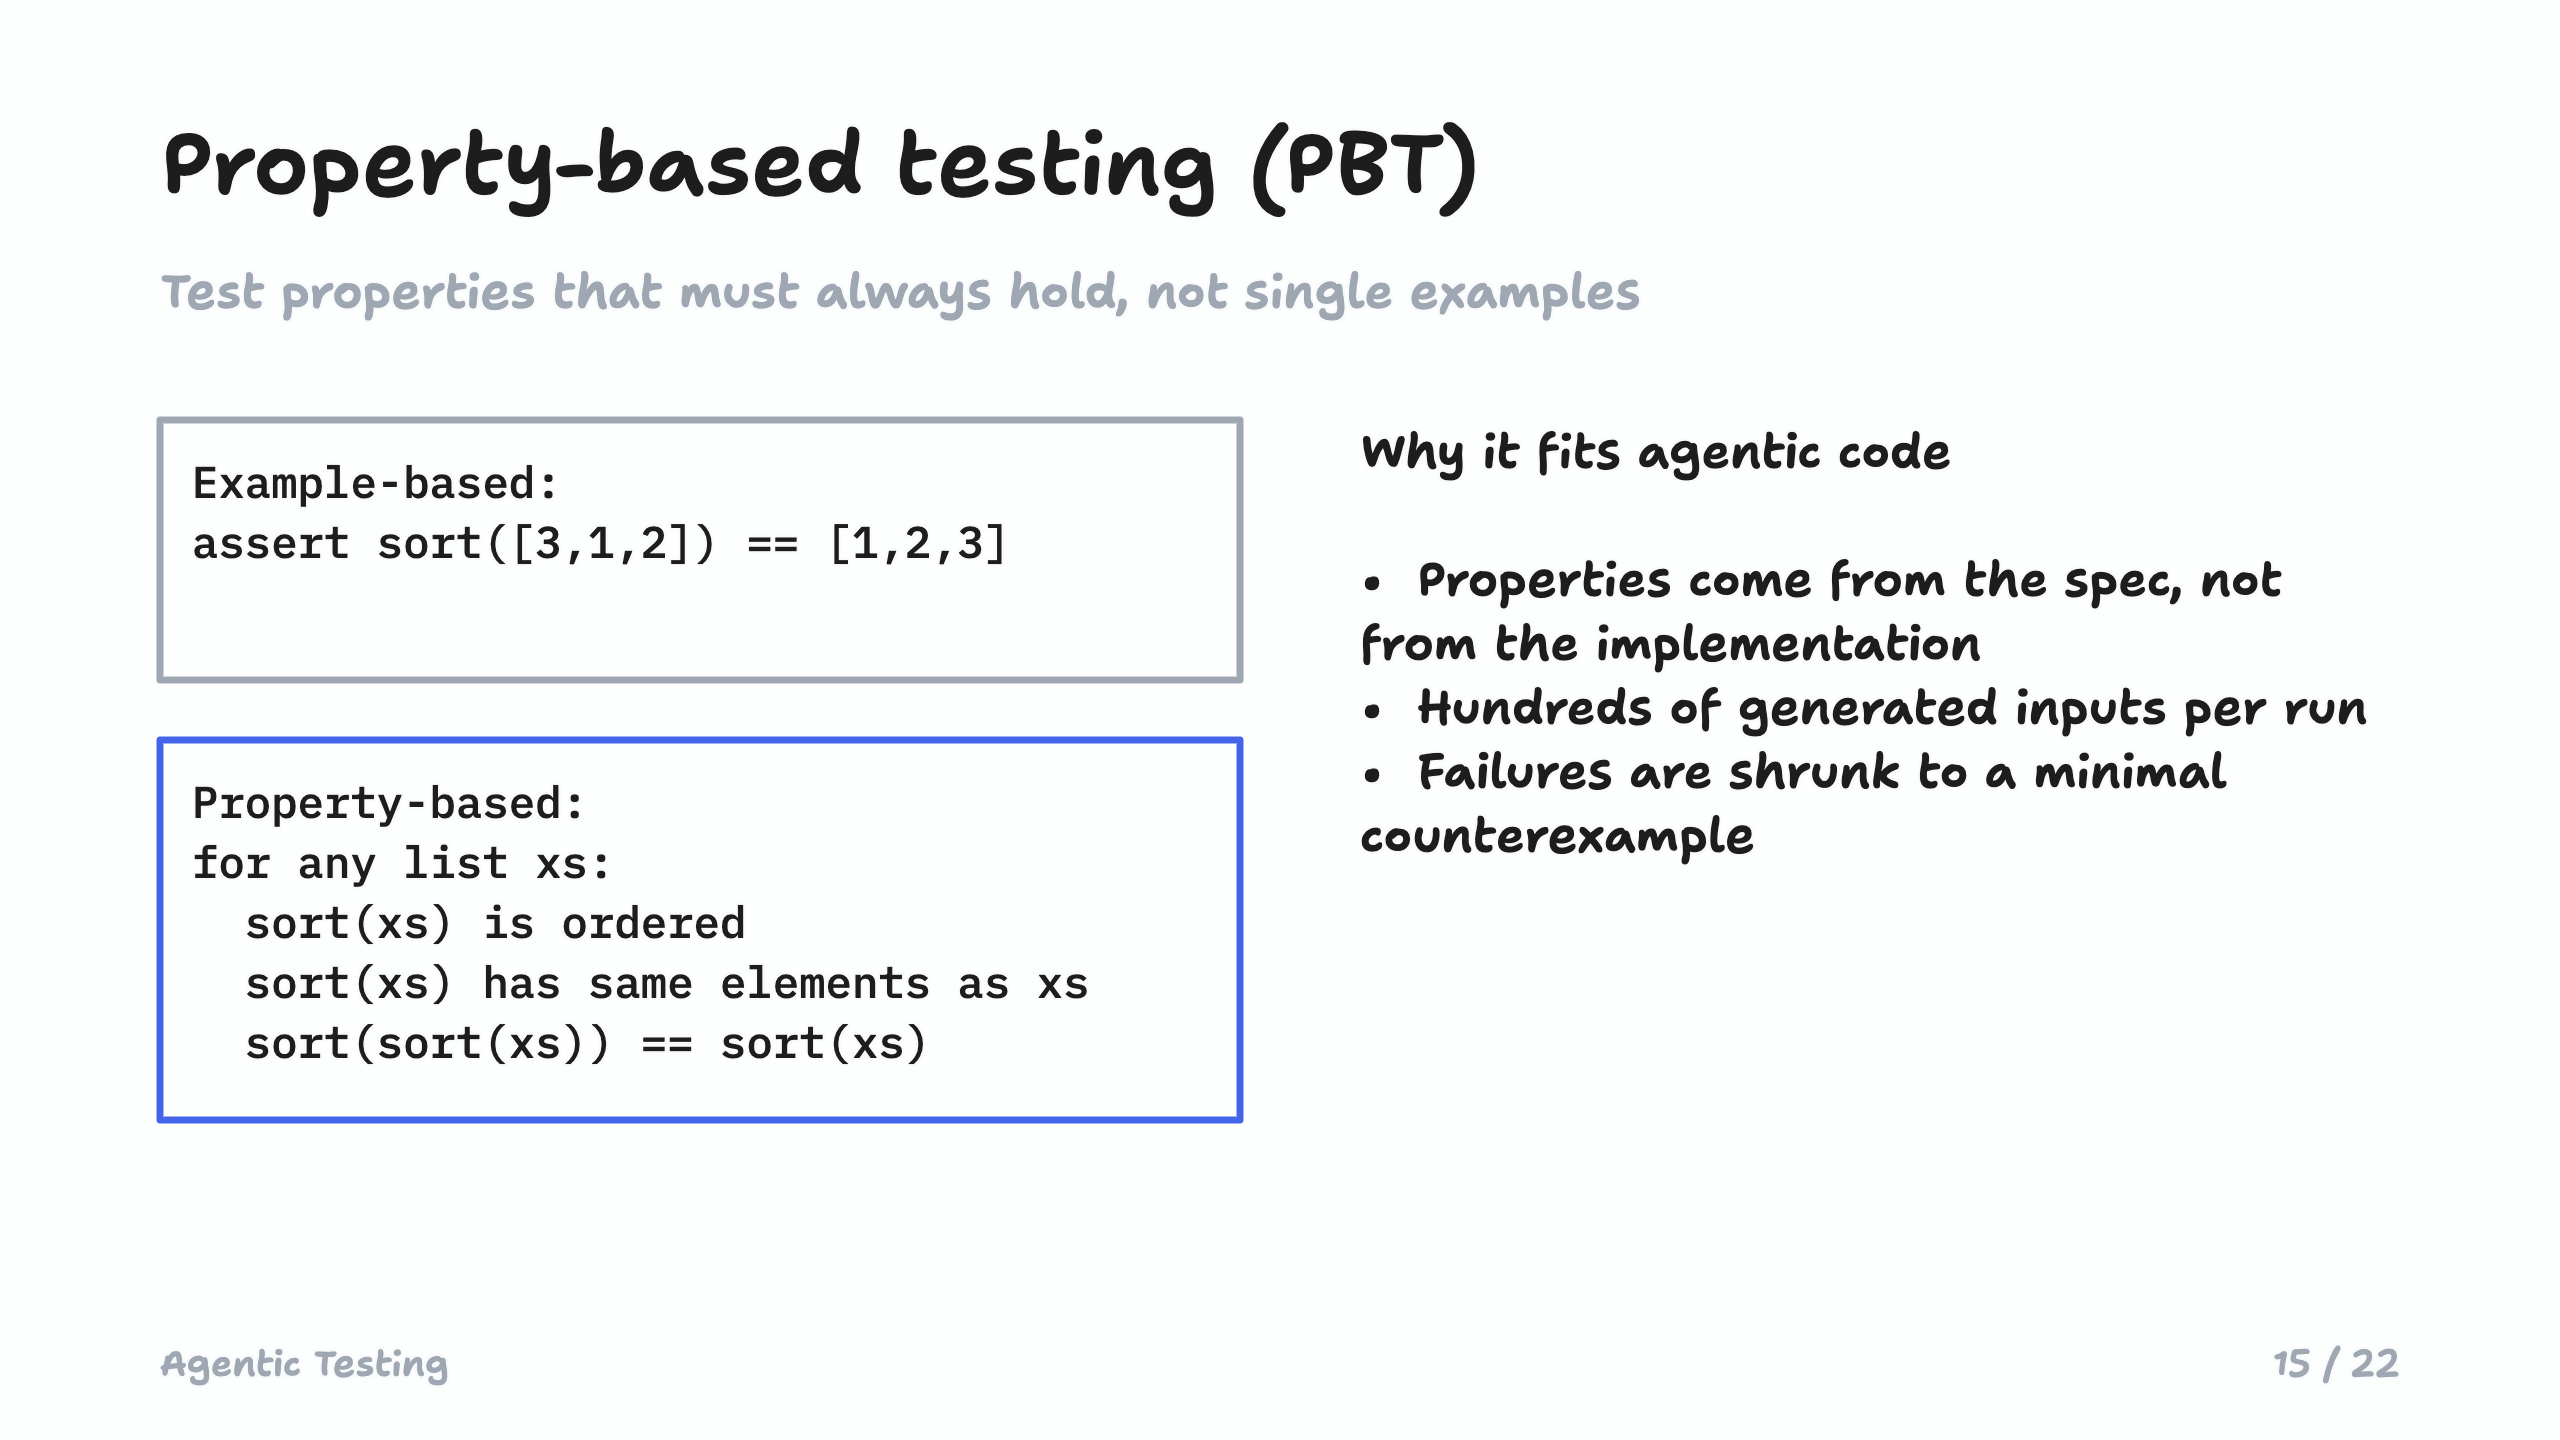 Property-based testing (PBT)
Test properties that must always hold, not single examples
Example-based:
assert sort([3,1,2]) == [1,2,3]
Property-based:
for any list xs:
  sort(xs) is ordered
  sort(xs) has same elements as xs
  sort(sort(xs)) == sort(xs)
Why it fits agentic code
• Properties come from the spec, not
from the implementation
• Hundreds of generated inputs per run
• Failures are shrunk to a minimal
counterexample
Agentic Testing
15 / 22